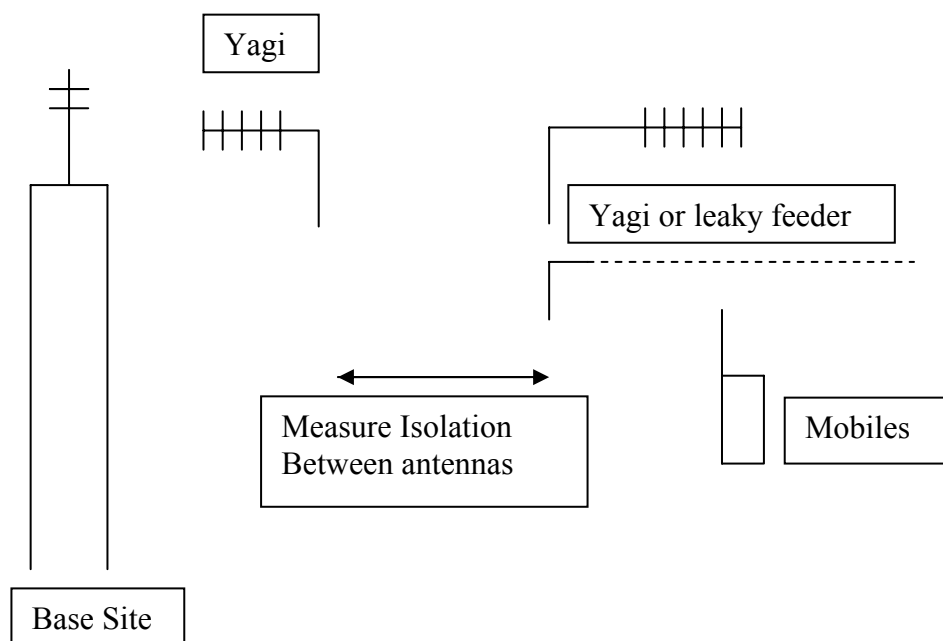 Yagi
Yagi or leaky feeder
Measure Isolation
Between antennas
Mobiles
Base Site